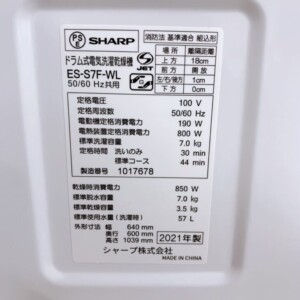 PS E SHARP
ドラム式電気洗濯乾燥機
ES-S7F-WL
50/60 Hz共用
S JET
消防法 基準適合 組込形
場所 離隔距離
上方 18cm
前方 開放
左/右/後方 1cm
下方 0cm
定格電圧 100 V
定格周波数 50/60 Hz
電動機定格消費電力 190 W
電熱装置定格消費電力 800 W
標準洗濯容量 7.0 kg
定格時間 洗いのみ 30 min
標準コース 44 min
製造番号 1017678
乾燥時消費電力 850 W
標準脱水容量 7.0 kg
標準乾燥容量 3.5 kg
標準使用水量(洗濯時) 57 L
外形寸法 幅 640 mm
奥行 600 mm
高さ 1039 mm
2021年製
シャープ株式会社
MADE IN CHINA